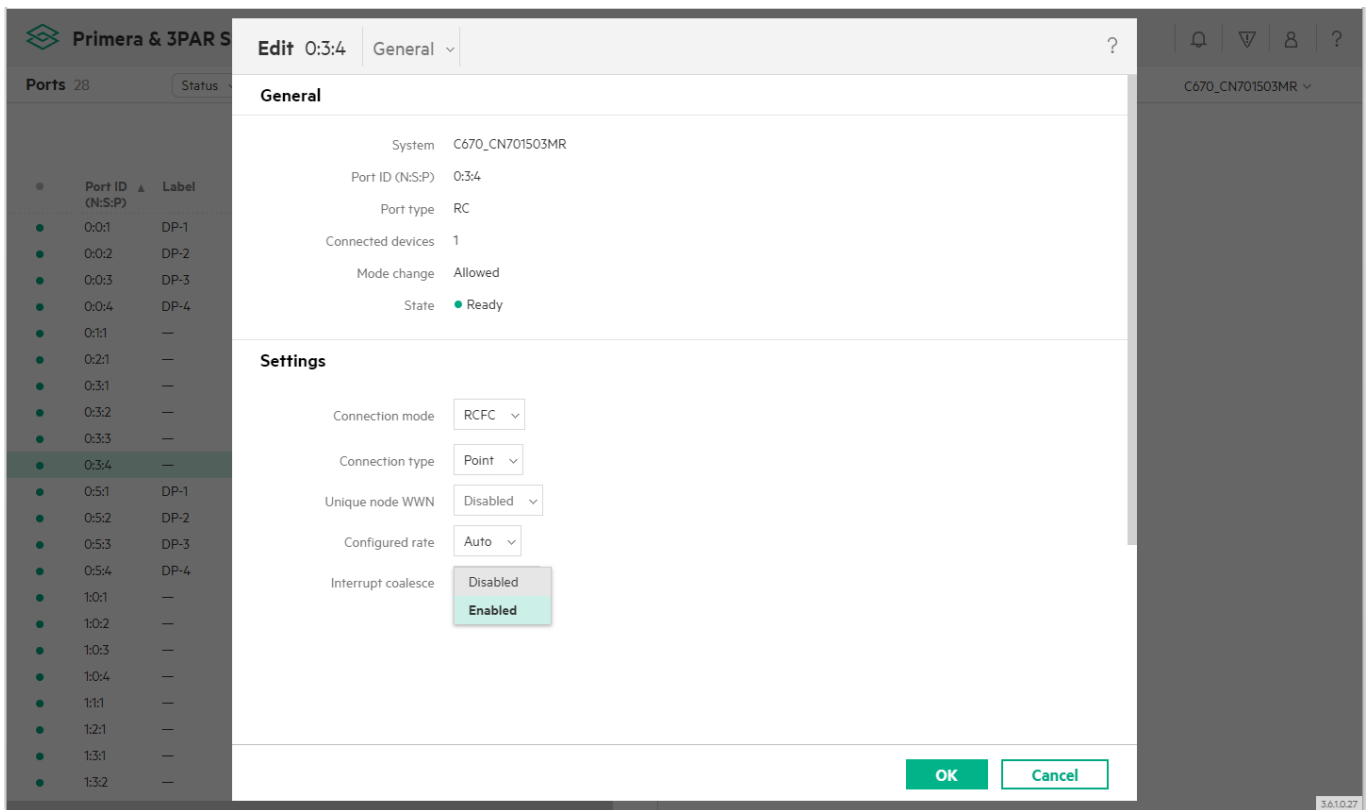 Primera & 3PAR S
Edit 0:3:4 General ?
?
Ports 28 Status
C670_CN701503MR
General
System C670_CN701503MR
Port ID (N:S:P) 0:3:4
Port type RC
Connected devices 1
Mode change Allowed
State Ready
Settings
Connection mode RCFC
Connection type Point
Unique node WWN Disabled
Configured rate Auto
Interrupt coalesce Disabled
Enabled
OK Cancel
Port ID Label
(N:S:P)
0:0:1 DP-1
0:0:2 DP-2
0:0:3 DP-3
0:0:4 DP-4
0:1:1 —
0:2:1 —
0:3:1 —
0:3:2 —
0:3:3 —
0:3:4 —
0:5:1 DP-1
0:5:2 DP-2
0:5:3 DP-3
0:5:4 DP-4
1:0:1 —
1:0:2 —
1:0:3 —
1:0:4 —
1:1:1 —
1:2:1 —
1:3:1 —
1:3:2 —
3.6.1.0.27